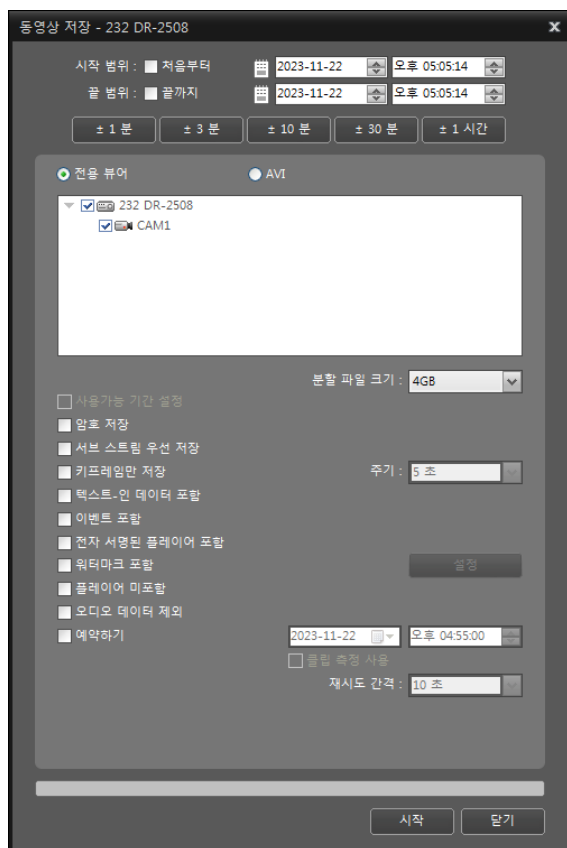 동영상 저장 - 232 DR-2508 x
시작 범위 : 처음부터 2023-11-22 오후 05:05:14
끝 범위 : 끝까지 2023-11-22 오후 05:05:14
± 1 분 ± 3 분 ± 10 분 ± 30 분 ± 1 시간
전용 뷰어 AVI
232 DR-2508
CAM1
분할 파일 크기 : 4GB
사용가능 기간 설정
암호 저장
서브 스트림 우선 저장
키프레임만 저장 주기 : 5 초
텍스트-인 데이터 포함
이벤트 포함
전자 서명된 플레이어 포함
워터마크 포함 설정
플레이어 미포함
오디오 데이터 제외
예약하기 2023-11-22 오후 04:55:00
클립 측정 사용
재시도 간격 : 10 초
시작 닫기